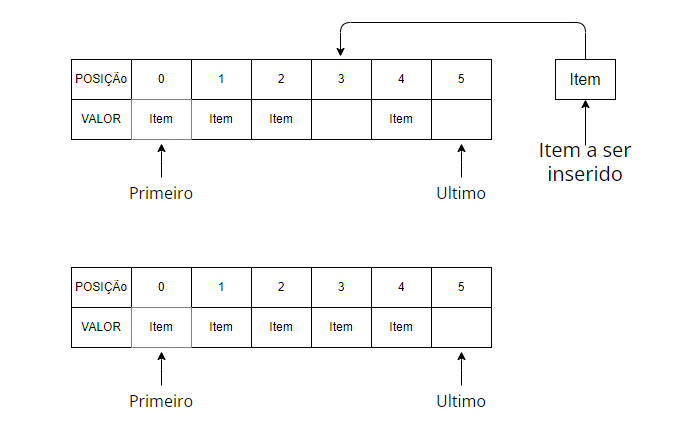 POSIÇÃo 0 1 2 3 4 5
Item
VALOR Item Item Item Item
Item a ser
inserido
Primeiro Ultimo
POSIÇÃo 0 1 2 3 4 5
VALOR Item Item Item Item Item
Primeiro Ultimo